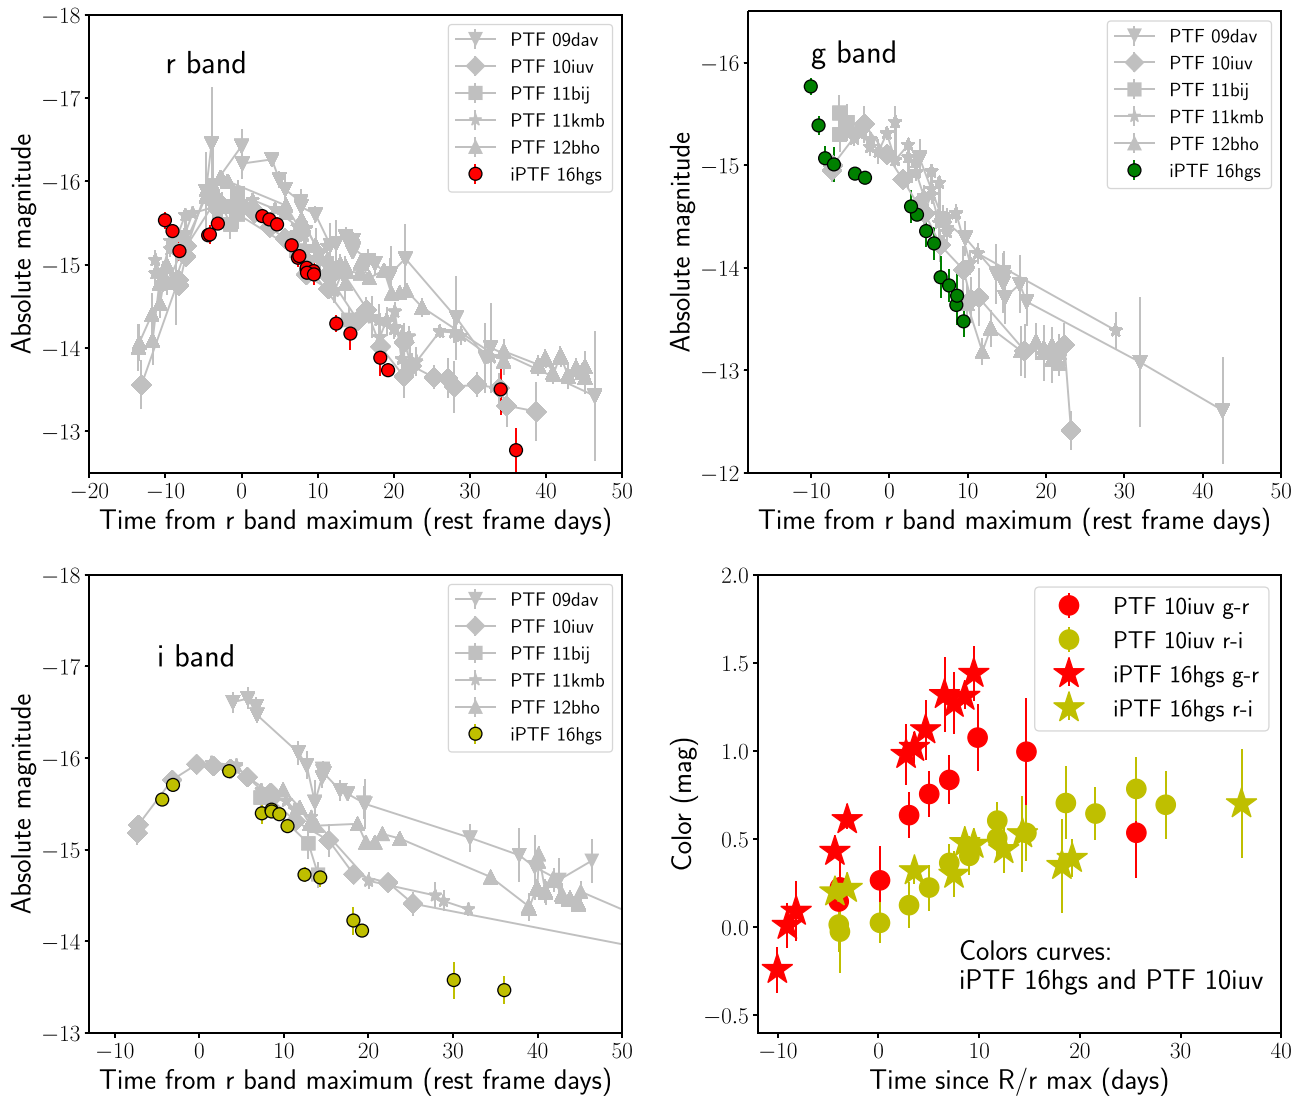 r band
PTF 09dav
PTF 10iuv
PTF 11bij
PTF 11kmb
PTF 12bho
iPTF 16hgs
−18
−17
−16
−15
−14
−13
Absolute magnitude
−20 −10 0 10 20 30 40 50
Time from r band maximum (rest frame days)
g band
PTF 09dav
PTF 10iuv
PTF 11bij
PTF 11kmb
PTF 12bho
iPTF 16hgs
−16
−15
−14
−13
−12
Absolute magnitude
−10 0 10 20 30 40 50
Time from r band maximum (rest frame days)
i band
PTF 09dav
PTF 10iuv
PTF 11bij
PTF 11kmb
PTF 12bho
iPTF 16hgs
−18
−17
−16
−15
−14
−13
Absolute magnitude
−10 0 10 20 30 40 50
Time from r band maximum (rest frame days)
PTF 10iuv g-r
PTF 10iuv r-i
iPTF 16hgs g-r
iPTF 16hgs r-i
2.0
1.5
1.0
0.5
0.0
−0.5
Color (mag)
Colors curves:
iPTF 16hgs and PTF 10iuv
−10 0 10 20 30 40
Time since R/r max (days)